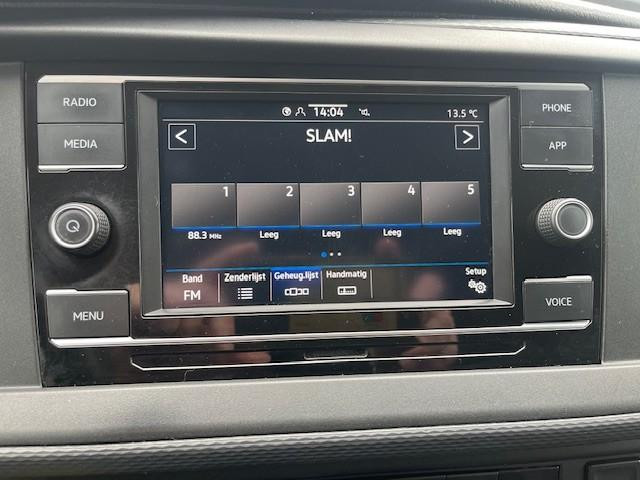 RADIO
MEDIA
MENU
14:04
13.5 °C
<
SLAM!
>
1 2 3 4 5
88.3 MHz Leeg Leeg Leeg Leeg
Band Zenderlijst Geheug.lijst Handmatig Setup
FM
PHONE
APP
VOICE